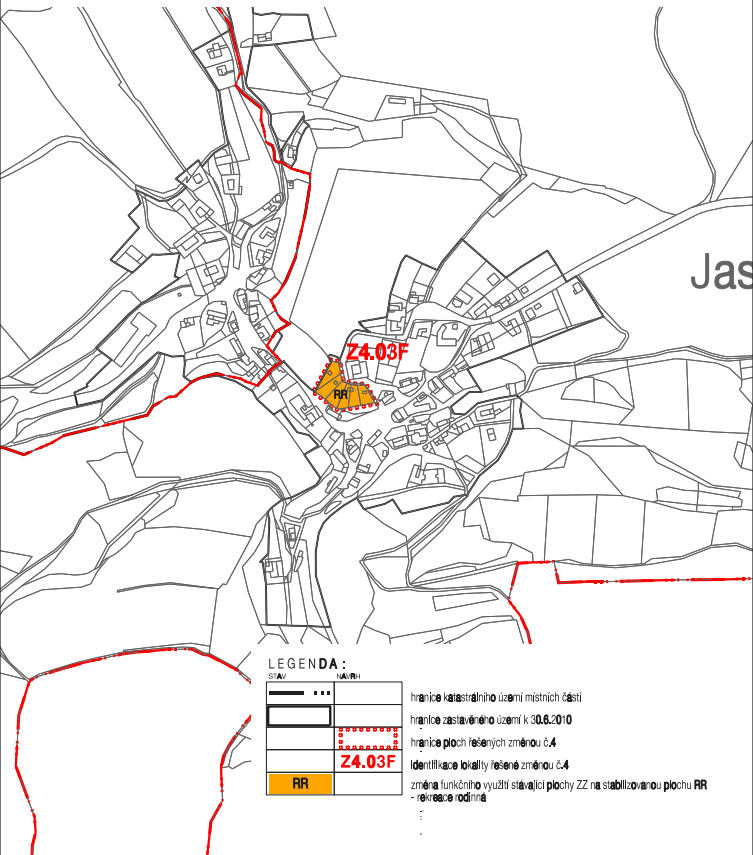 Jas
Z4.03F
RR
LEGENDA :
STAV NÁVRH
hranice katastrálního území místních částí
hranice zastavěného území k 30.6.2010
hranice ploch řešených změnou č.4
Z4.03F identifikace lokality řešené změnou č.4
RR změna funkčního využití stávající plochy ZZ na stabilizovanou plochu RR
- rekreace rodinná